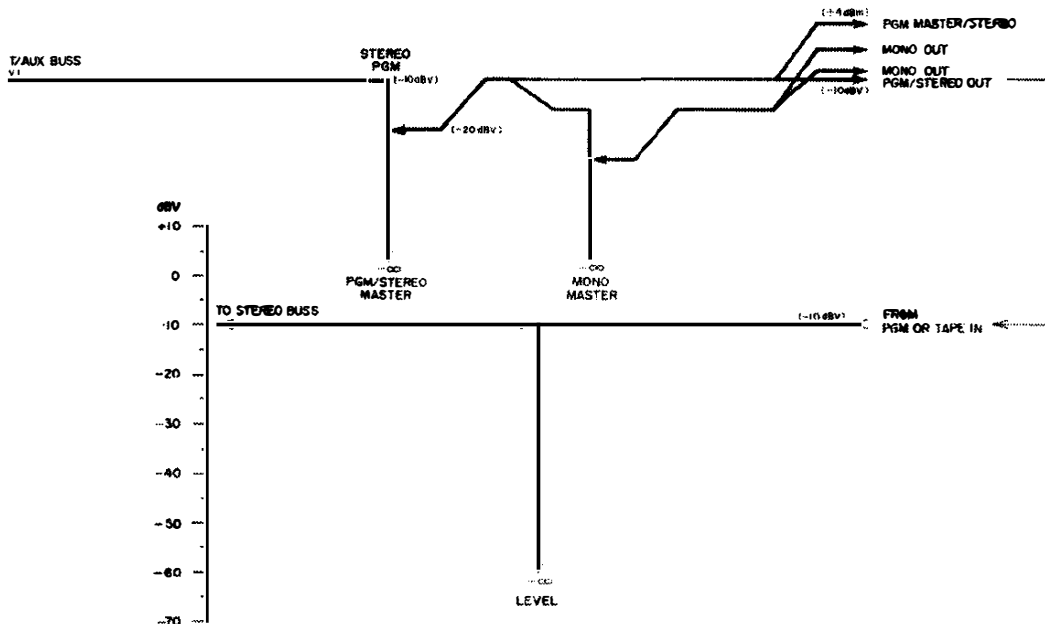 T/AUX BUSS
STEREO
PGM
(-10dBV)
(-20dBV)
(+4dBm)
PGM MASTER/STEREO
MONO OUT
MONO OUT
PGM/STEREO OUT
(-10dBV)
-∞
PGM/STEREO
MASTER
-∞
MONO
MASTER
dBV
+10
0
-10
-20
-30
-40
-50
-60
-70
TO STEREO BUSS
(-10dBV)
FROM
PGM OR TAPE IN
-∞
LEVEL